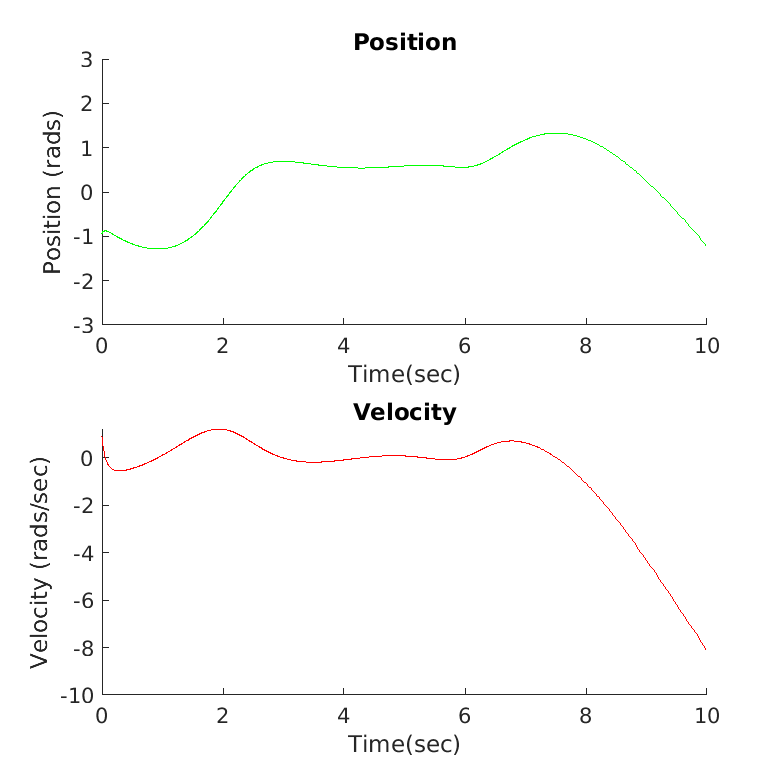 Position
3
2
1
0
-1
-2
-3
Position (rads)
0 2 4 6 8 10
Time(sec)
Velocity
0
-2
-4
-6
-8
-10
Velocity (rads/sec)
0 2 4 6 8 10
Time(sec)